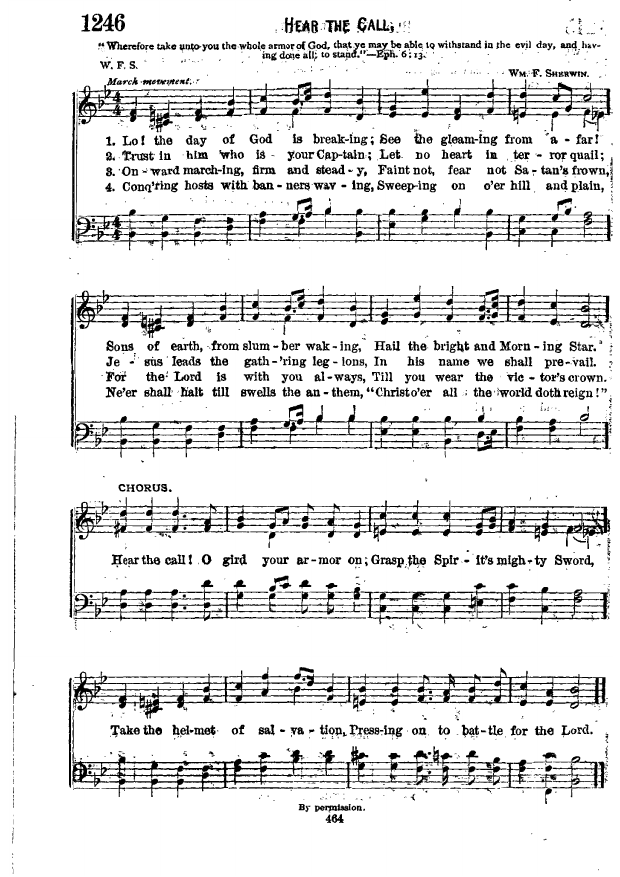 1246
HEAR THE CALL.
"Wherefore take unto you the whole armor of God, that ye may be able to withstand in the evil day, and hav-
ing done all, to stand."—Eph. 6:13.
W. F. S.
WM. F. SHERWIN.
March movement.
1. Lo! the day of God is break-ing; See the gleam-ing from a-far!
2. Trust in him who is your Cap-tain; Let no heart in ter-ror quail;
3. On-ward march-ing, firm and stead-y, Faint not, fear not Sa-tan's frown,
4. Conq'ring hosts with ban-ners wav-ing, Sweep-ing on o'er hill and plain,
Sons of earth, from slum-ber wak-ing, Hail the bright and Morn-ing Star.
Je-sus leads the gath-'ring leg-ions, In his name we shall pre-vail.
For the Lord is with you al-ways, Till you wear the vic-tor's crown.
Ne'er shall halt till swells the an-them, "Christ o'er all the world doth reign!"
CHORUS.
Hear the call! O gird your ar-mor on; Grasp the Spir-it's might-y Sword,
Take the hel-met of sal-va-tion, Press-ing on to bat-tle for the Lord.
By permission.
464